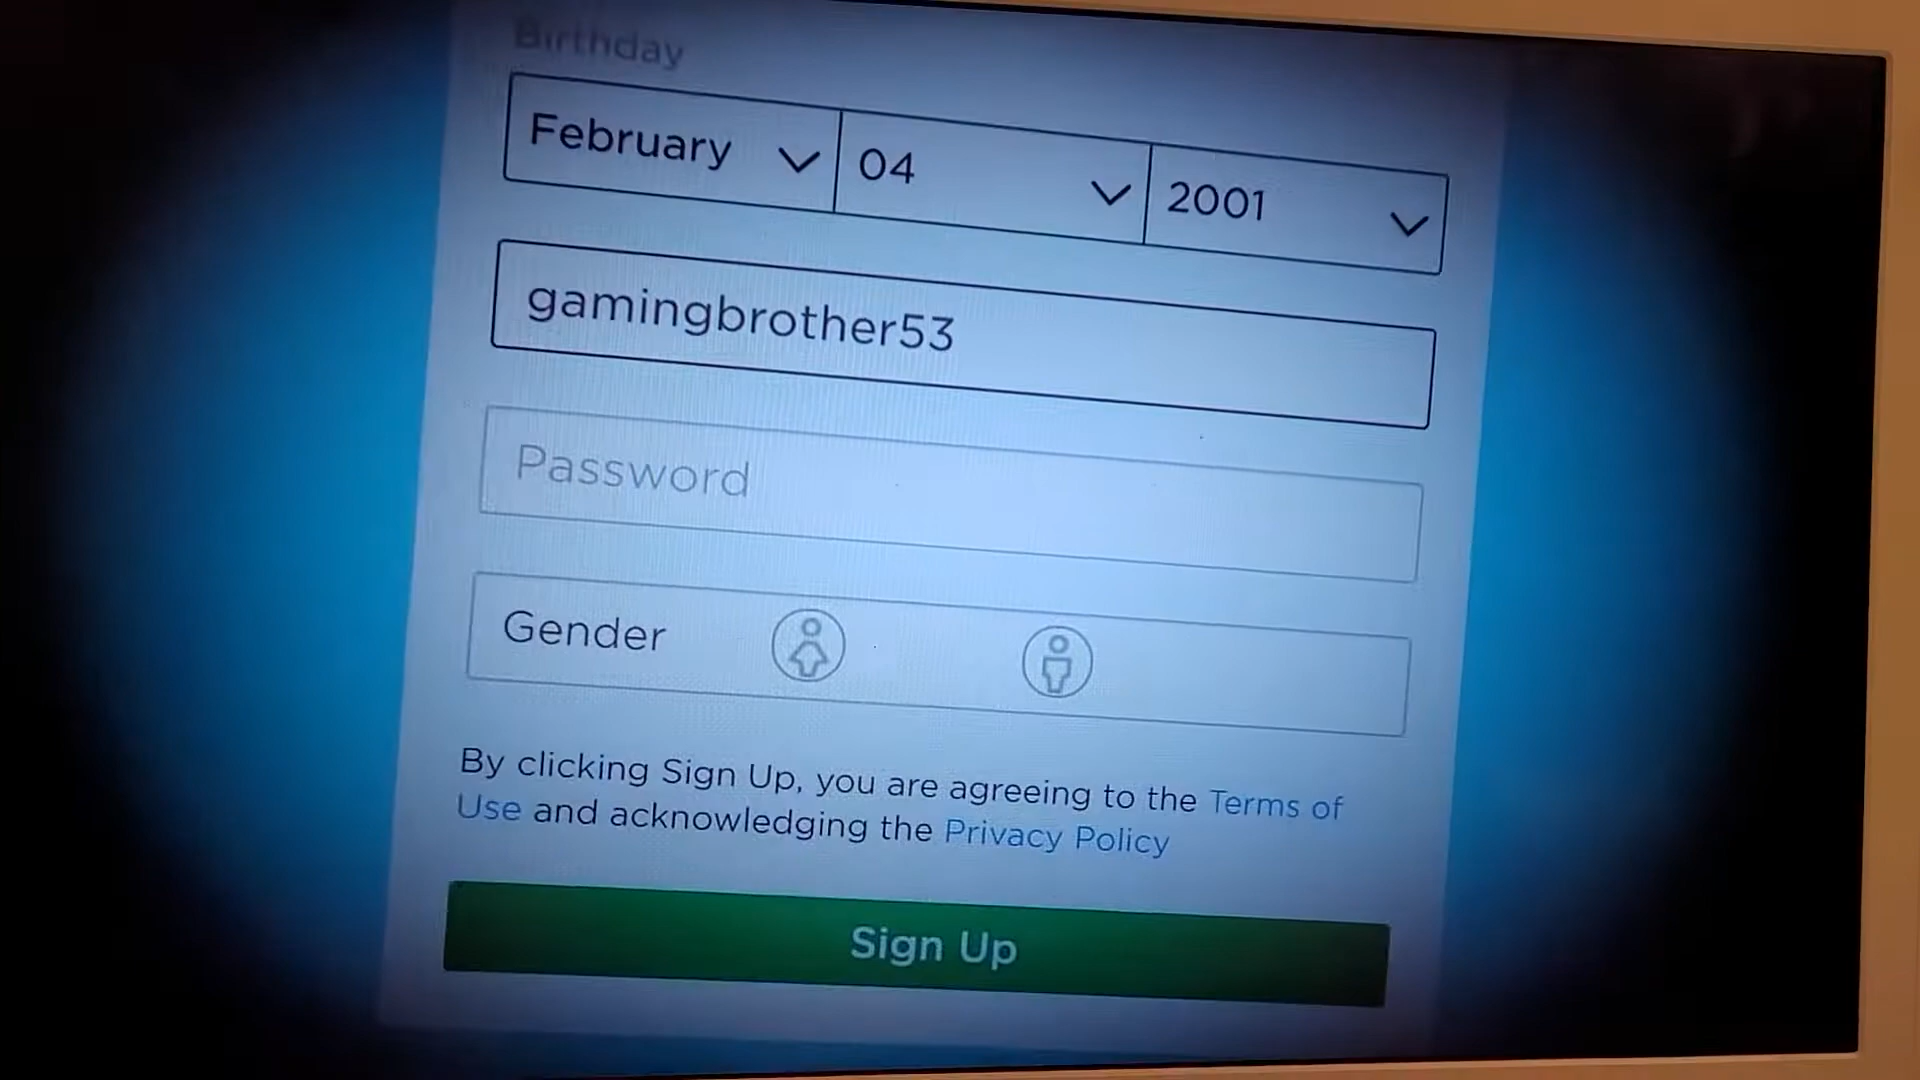 Birthday
February 04 2001
gamingbrother53
Password
Gender
By clicking Sign Up, you are agreeing to the Terms of
Use and acknowledging the Privacy Policy
Sign Up